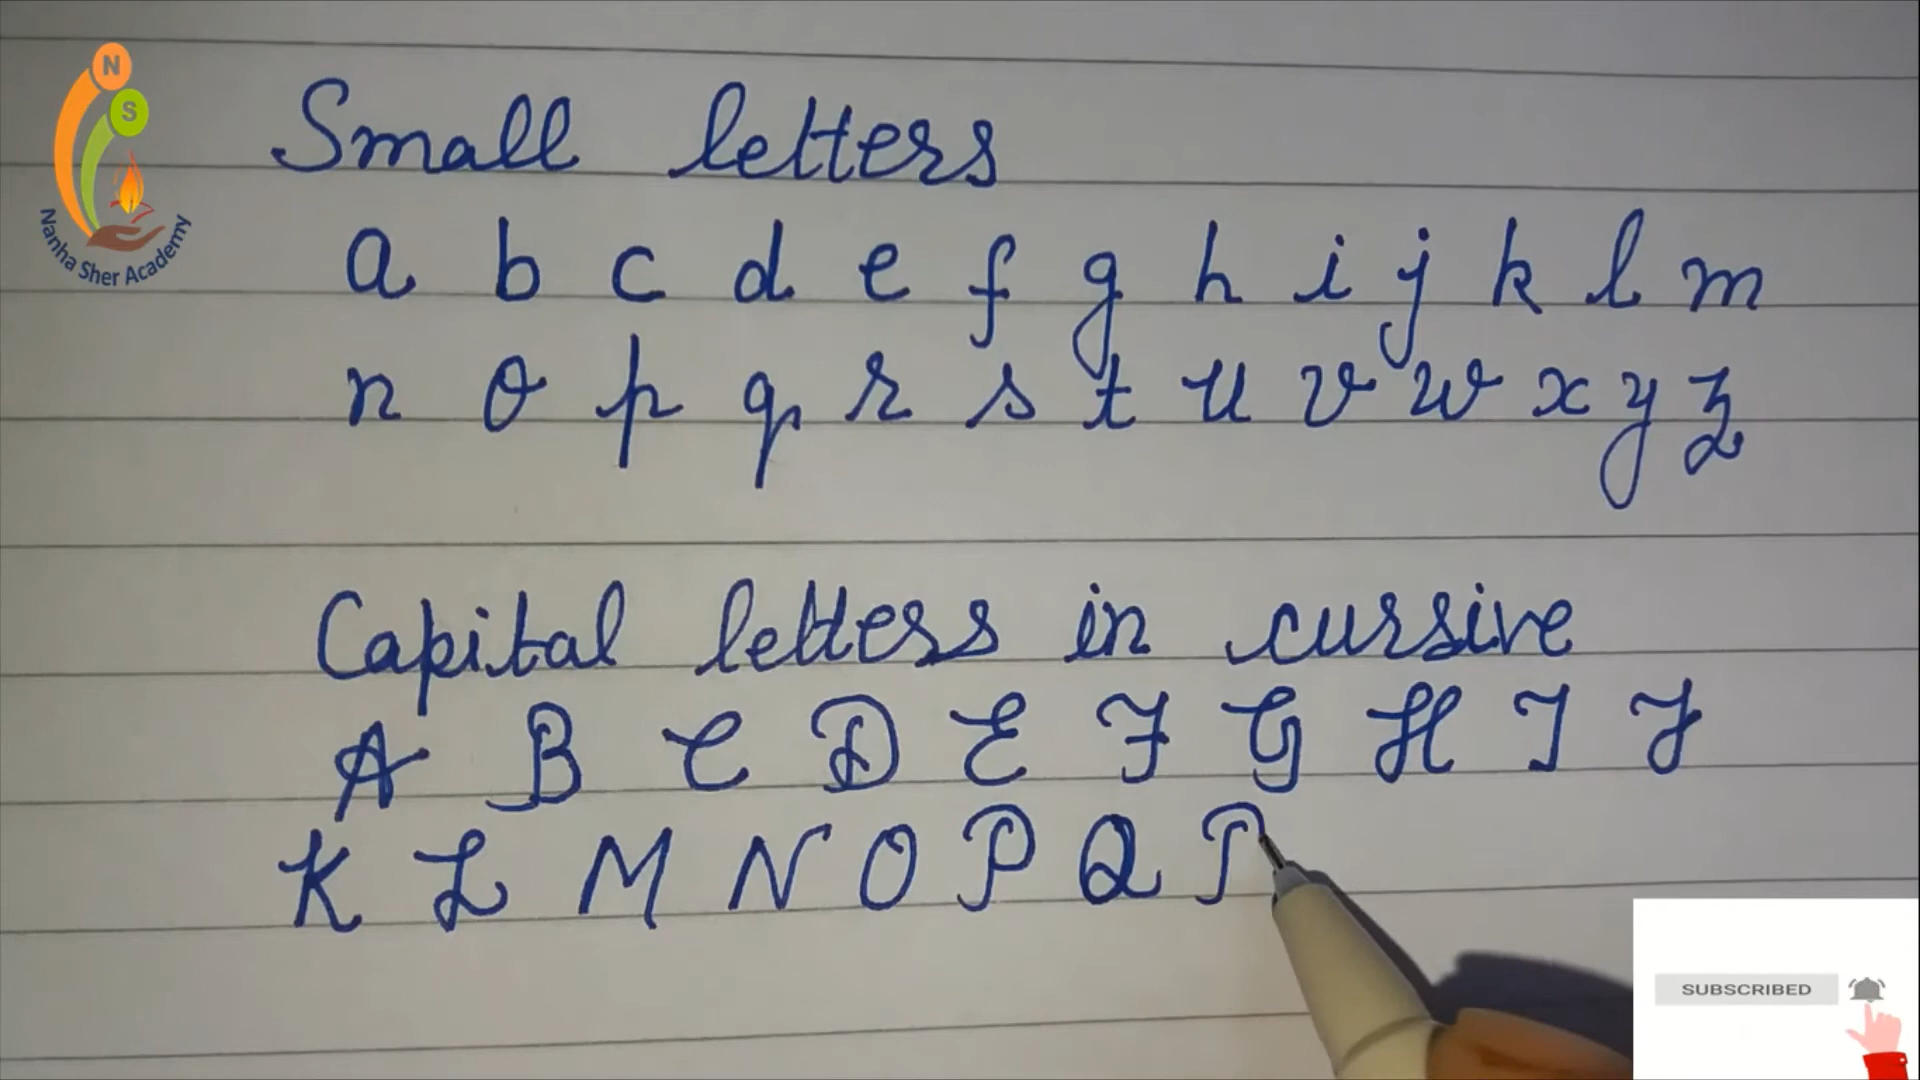 N
S
Nanha Sher Academy
Small letters
a b c d e f g h i j k l m
n o p q r s t u v w x y z
Capital letters in cursive
A B C D E F G H I J
K L M N O P Q
SUBSCRIBED